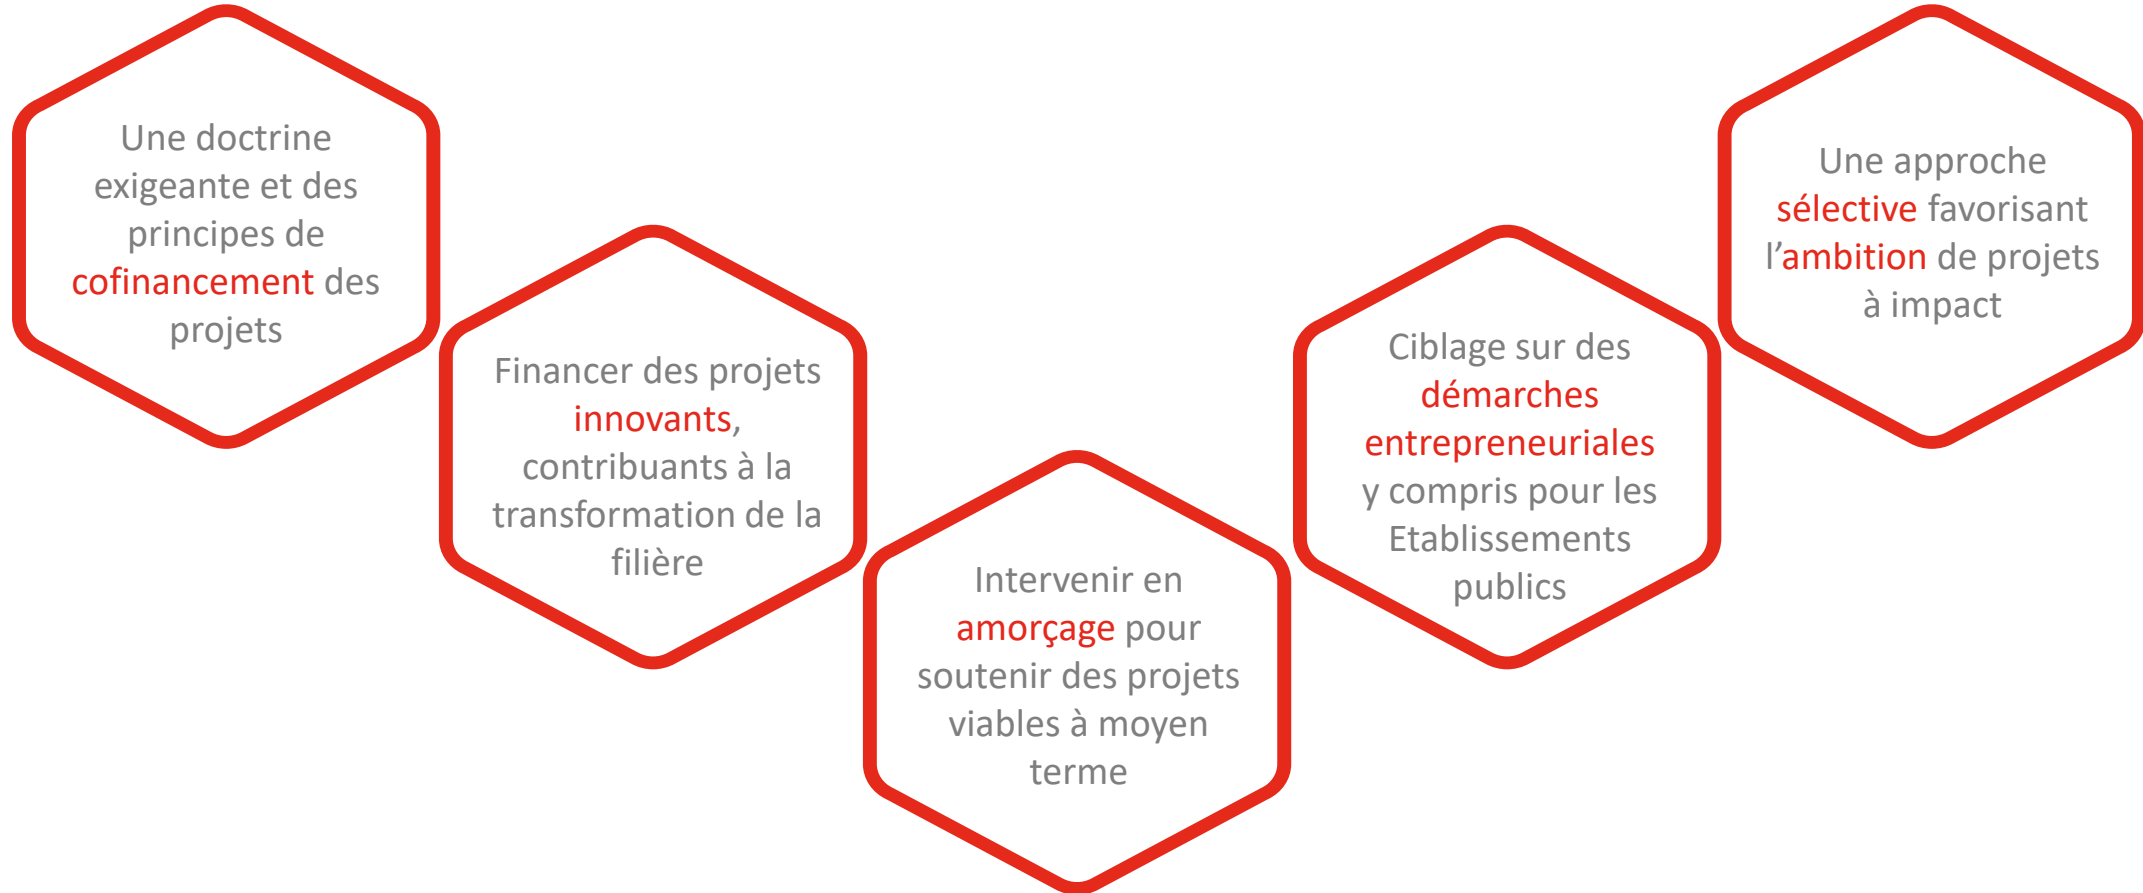 Une doctrine
exigeante et des
principes de
cofinancement des
projets
Financer des projets
innovants,
contribuants à la
transformation de la
filière
Intervenir en
amorçage pour
soutenir des projets
viables à moyen
terme
Ciblage sur des
démarches
entrepreneuriales
y compris pour les
Etablissements
publics
Une approche
sélective favorisant
l’ambition de projets
à impact